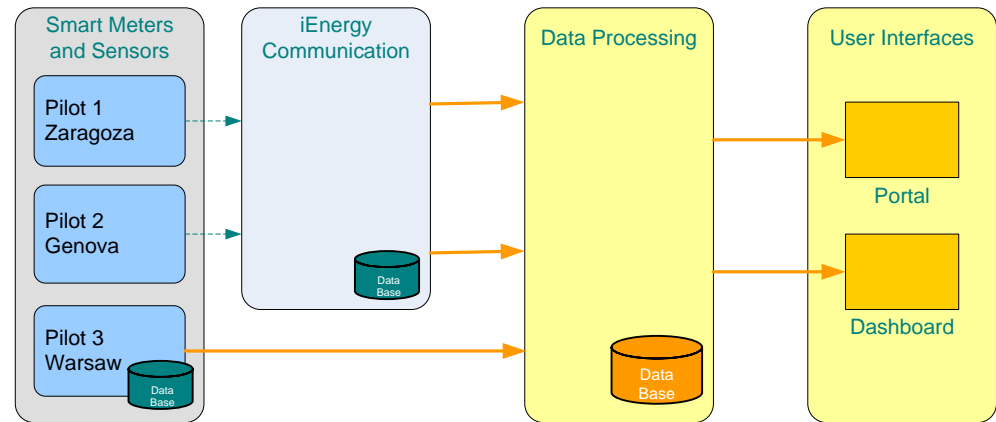 Smart Meters
and Sensors
Pilot 1
Zaragoza
Pilot 2
Genova
Pilot 3
Warsaw
Data
Base
iEnergy
Communication
Data
Base
Data Processing
Data
Base
User Interfaces
Portal
Dashboard